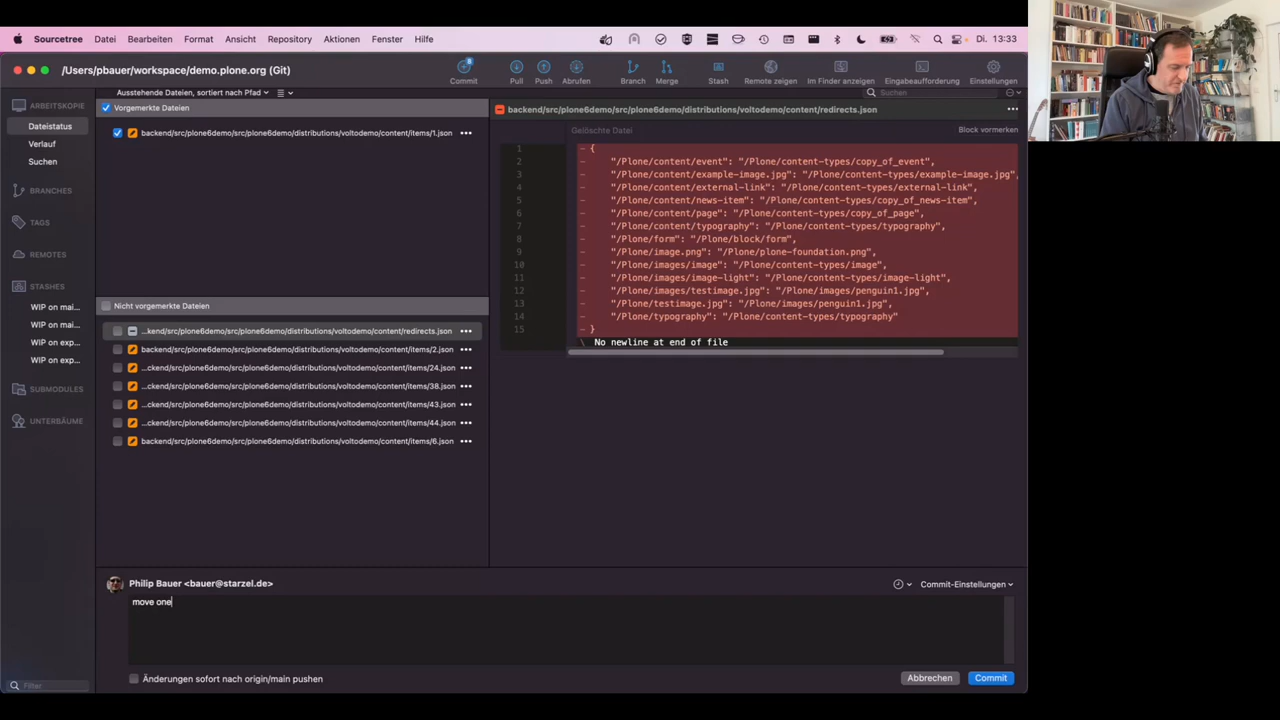 Sourcetree Datei Bearbeiten Format Ansicht Repository Aktionen Fenster Hilfe Di. 13:33
/Users/pbauer/workspace/demo.plone.org (Git)
8
Commit Pull Push Abrufen Branch Merge Stash Remote zeigen Im Finder anzeigen Eingabeaufforderung Einstellungen
Ausstehende Dateien, sortiert nach Pfad
Suchen
ARBEITSKOPIE
Dateistatus
Verlauf
Suchen
BRANCHES
TAGS
REMOTES
STASHES
WIP on mai...
WIP on mai...
WIP on exp...
WIP on exp...
SUBMODULES
UNTERBÄUME
Filter
Vorgemerkte Dateien
backend/src/plone6demo/src/plone6demo/distributions/voltodemo/content/items/1.json
Nicht vorgemerkte Dateien
...kend/src/plone6demo/src/plone6demo/distributions/voltodemo/content/redirects.json
backend/src/plone6demo/src/plone6demo/distributions/voltodemo/content/items/2.json
...ckend/src/plone6demo/src/plone6demo/distributions/voltodemo/content/items/24.json
...ckend/src/plone6demo/src/plone6demo/distributions/voltodemo/content/items/38.json
...ckend/src/plone6demo/src/plone6demo/distributions/voltodemo/content/items/43.json
...ckend/src/plone6demo/src/plone6demo/distributions/voltodemo/content/items/44.json
backend/src/plone6demo/src/plone6demo/distributions/voltodemo/content/items/6.json
backend/src/plone6demo/src/plone6demo/distributions/voltodemo/content/redirects.json
Gelöschte Datei Block vormerken
1 - {
2 - "/Plone/content/event": "/Plone/content-types/copy_of_event",
3 - "/Plone/content/example-image.jpg": "/Plone/content-types/example-image.jpg",
4 - "/Plone/content/external-link": "/Plone/content-types/external-link",
5 - "/Plone/content/news-item": "/Plone/content-types/copy_of_news-item",
6 - "/Plone/content/page": "/Plone/content-types/copy_of_page",
7 - "/Plone/content/typography": "/Plone/content-types/typography",
8 - "/Plone/form": "/Plone/block/form",
9 - "/Plone/image.png": "/Plone/plone-foundation.png",
10 - "/Plone/images/image": "/Plone/content-types/image",
11 - "/Plone/images/image-light": "/Plone/content-types/image-light",
12 - "/Plone/images/testimage.jpg": "/Plone/images/penguin1.jpg",
13 - "/Plone/testimage.jpg": "/Plone/images/penguin1.jpg",
14 - "/Plone/typography": "/Plone/content-types/typography"
15 - }
\ No newline at end of file
Philip Bauer <bauer@starzel.de>
Commit-Einstellungen
move one
Änderungen sofort nach origin/main pushen
Abbrechen Commit